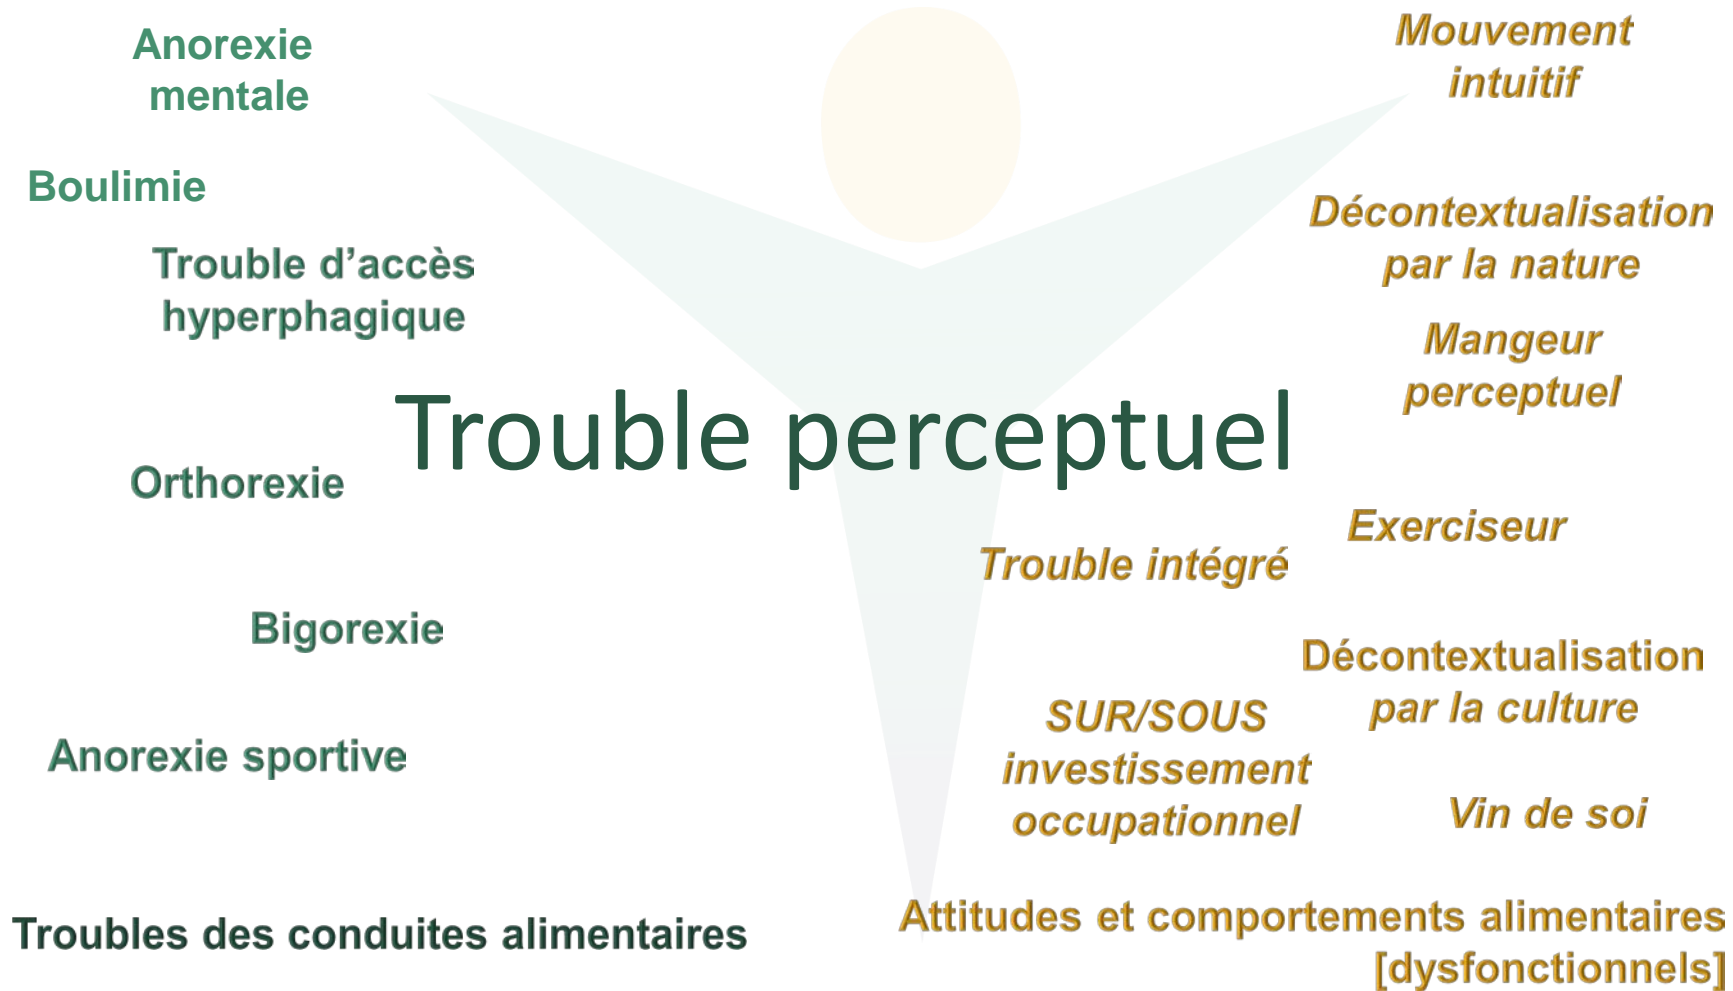 Anorexie
mentale
Boulimie
Trouble d’accès
hyperphagique
Orthorexie
Bigorexie
Anorexie sportive
Troubles des conduites alimentaires
Trouble perceptuel
Mouvement
intuitif
Décontextualisation
par la nature
Mangeur
perceptuel
Exerciseur
Trouble intégré
Décontextualisation
par la culture
SUR/SOUS
investissement
occupationnel
Vin de soi
Attitudes et comportements alimentaires
[dysfonctionnels]